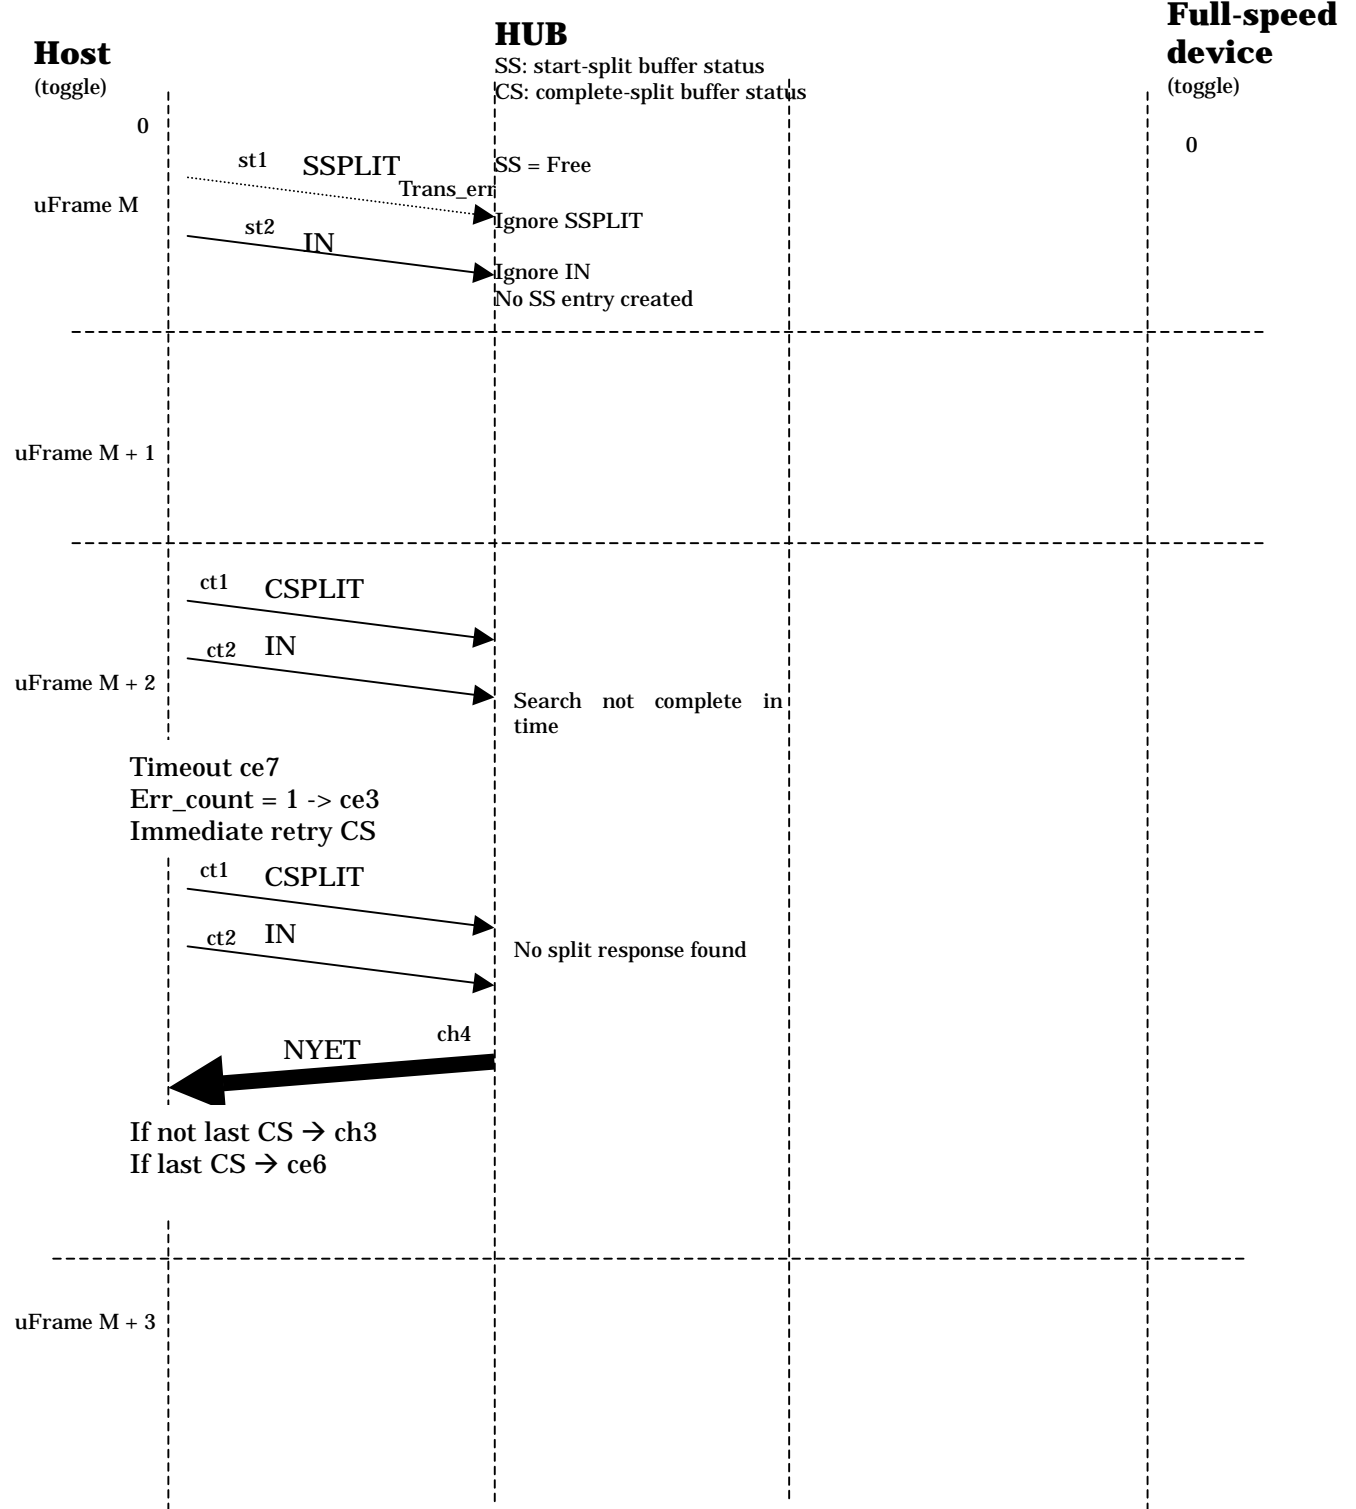 Host
(toggle)
HUB
SS: start-split buffer status
CS: complete-split buffer status
Full-speed
device
(toggle)
0
0
st1 SSPLIT
SS = Free
Trans_err
uFrame M
Ignore SSPLIT
st2 IN
Ignore IN
No SS entry created
uFrame M + 1
ct1 CSPLIT
ct2 IN
uFrame M + 2
Search not complete in
time
Timeout ce7
Err_count = 1 -> ce3
Immediate retry CS
ct1 CSPLIT
ct2 IN
No split response found
NYET ch4
If not last CS → ch3
If last CS → ce6
uFrame M + 3